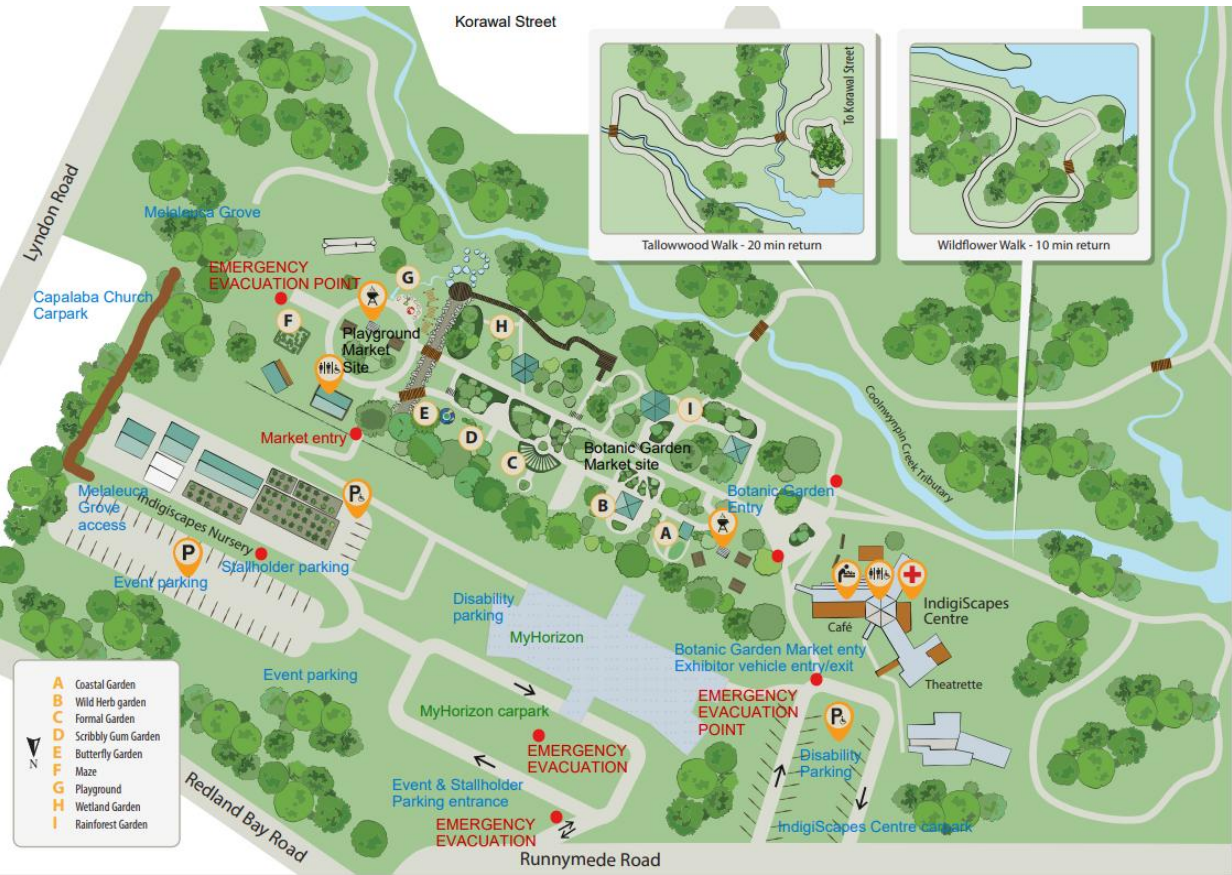 Korawal Street
To Korawal Street
Tallowwood Walk - 20 min return
Wildflower Walk - 10 min return
Lyndon Road
Melaleuca Grove
EMERGENCY
EVACUATION POINT
Capalaba Church
Carpark
G
F
Playground
Market
Site
H
E
D
C
I
Market entry
Botanic Garden
Market site
Coolnwynpin Creek Tributary
B
A
Botanic Garden
Entry
Melaleuca
Grove
access
Indigiscapes Nursery
P
P
Stallholder parking
Event parking
Disability
parking
MyHorizon
IndigiScapes
Centre
Café
Theatrette
Botanic Garden Market enty
Exhibitor vehicle entry/exit
EMERGENCY
EVACUATION
POINT
P
Disability
Parking
Event parking
MyHorizon carpark
EMERGENCY
EVACUATION
Event & Stallholder
Parking entrance
EMERGENCY
EVACUATION
IndigiScapes Centre carpark
A Coastal Garden
B Wild Herb garden
C Formal Garden
D Scribbly Gum Garden
E Butterfly Garden
F Maze
G Playground
H Wetland Garden
I Rainforest Garden
N
Redland Bay Road
Runnymede Road